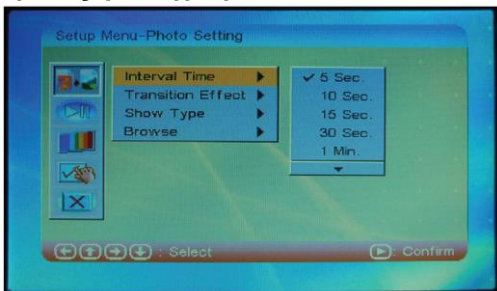 Setup Menu-Photo Setting
Interval Time
Transition Effect
Show Type
Browse
✓ 5 Sec.
10 Sec.
15 Sec.
30 Sec.
1 Min.
: Select
: Confirm